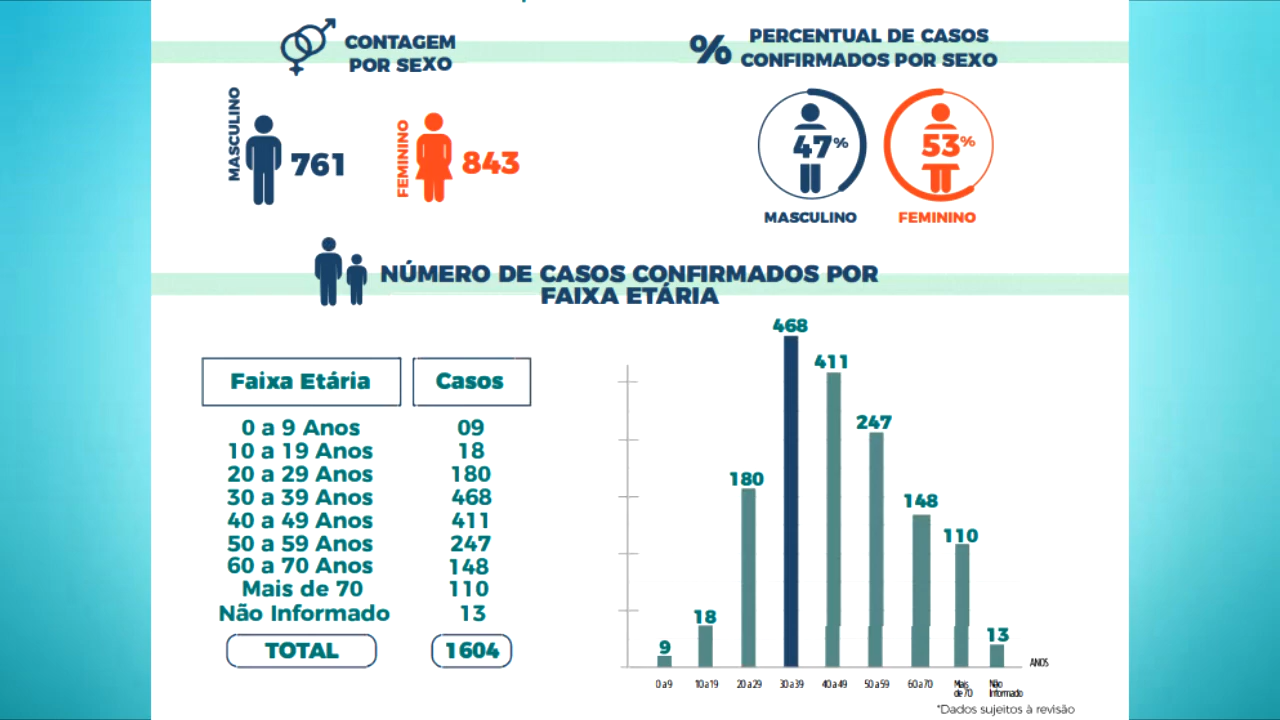 CONTAGEM
POR SEXO
MASCULINO
761
FEMININO
843
% PERCENTUAL DE CASOS
CONFIRMADOS POR SEXO
47%
MASCULINO
53%
FEMININO
NÚMERO DE CASOS CONFIRMADOS POR
FAIXA ETÁRIA
Faixa Etária Casos
0 a 9 Anos 09
10 a 19 Anos 18
20 a 29 Anos 180
30 a 39 Anos 468
40 a 49 Anos 411
50 a 59 Anos 247
60 a 70 Anos 148
Mais de 70 110
Não Informado 13
TOTAL 1604
9
18
180
468
411
247
148
110
13
ANOS
0 a 9
10 a 19
20 a 29
30 a 39
40 a 49
50 a 59
60 a 70
Mais
de 70
Não
Informado
*Dados sujeitos à revisão